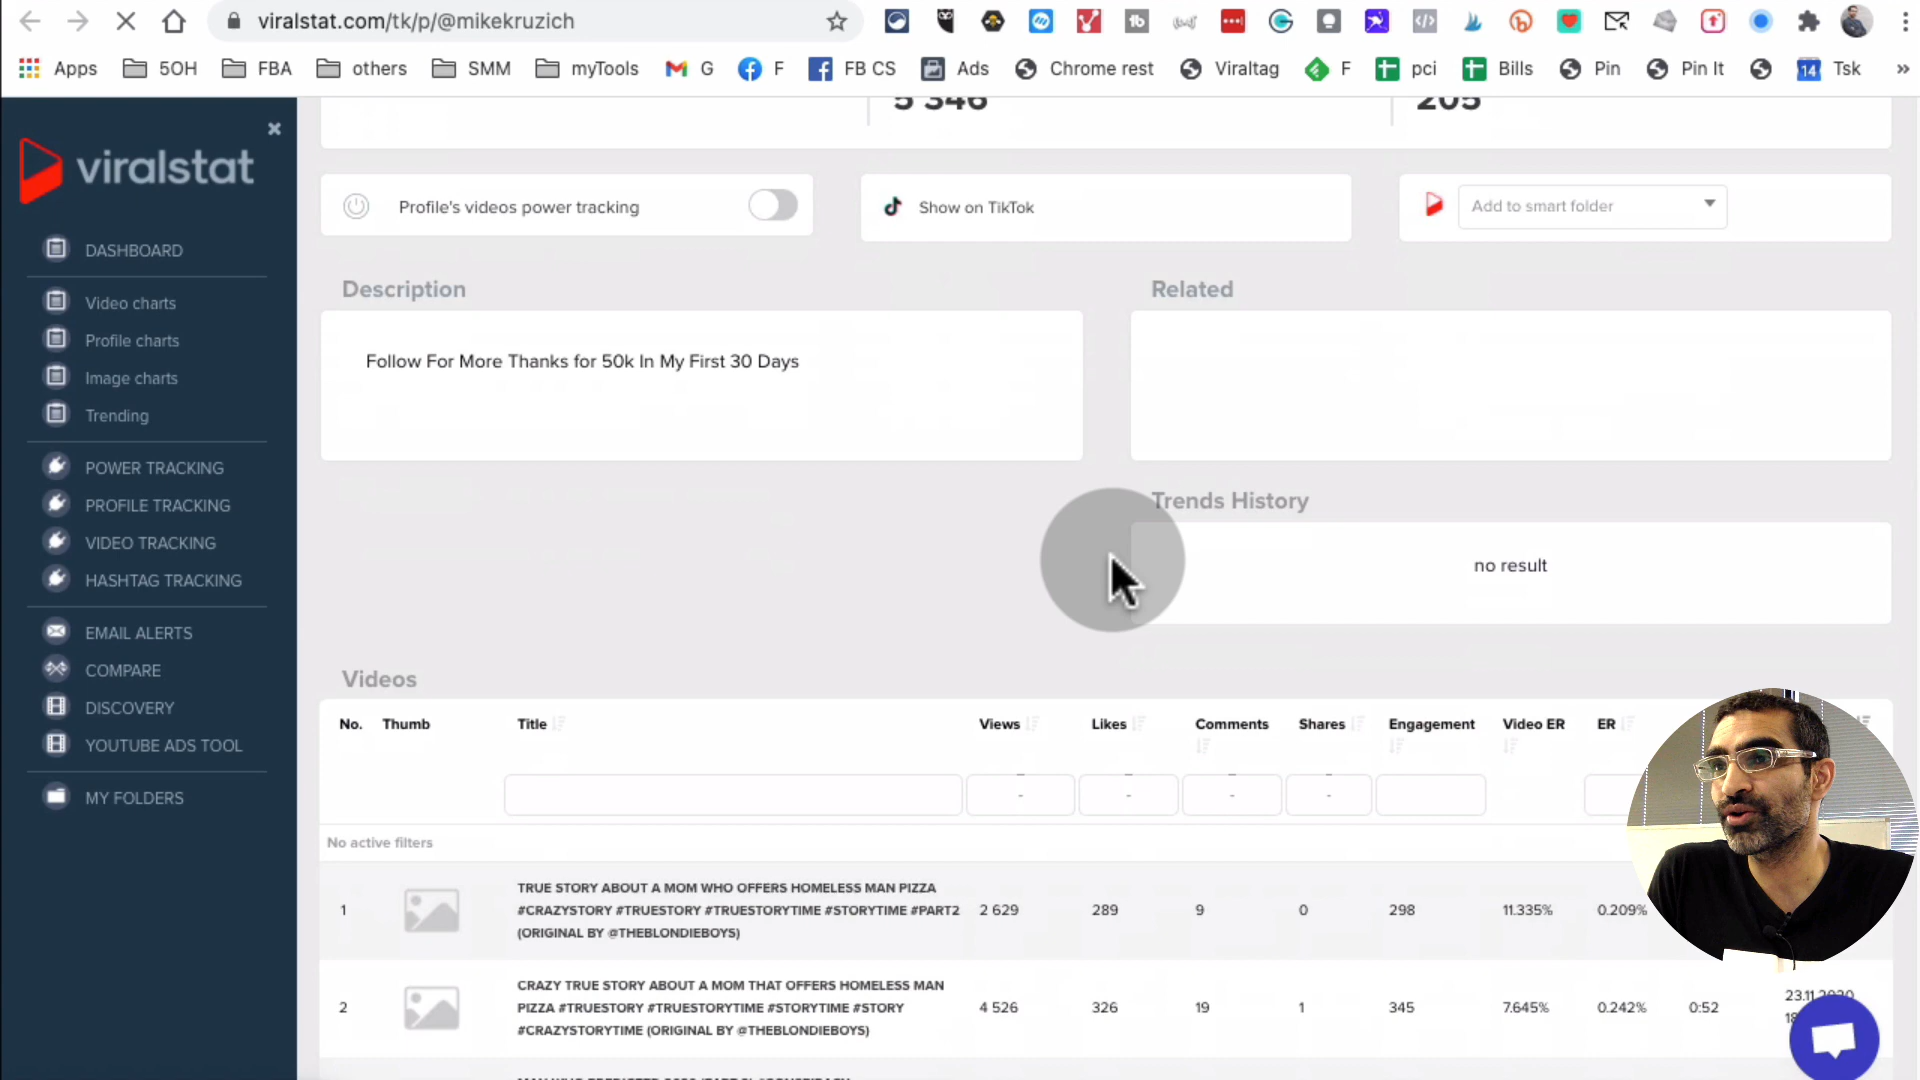 viralstat.com/tk/p/@mikekruzich
Apps 5OH FBA others SMM myTools G F FB CS Ads Chrome rest Viraltag F pci Bills Pin Pin It 14 Tsk »
5 346 205
viralstat
Profile's videos power tracking
Show on TikTok
Add to smart folder
DASHBOARD
Video charts
Profile charts
Image charts
Trending
POWER TRACKING
PROFILE TRACKING
VIDEO TRACKING
HASHTAG TRACKING
EMAIL ALERTS
COMPARE
DISCOVERY
YOUTUBE ADS TOOL
MY FOLDERS
Description
Follow For More Thanks for 50k In My First 30 Days
Related
Trends History
no result
Videos
No. Thumb Title Views Likes Comments Shares Engagement Video ER ER
- - - -
No active filters
1 TRUE STORY ABOUT A MOM WHO OFFERS HOMELESS MAN PIZZA
#CRAZYSTORY #TRUESTORY #TRUESTORYTIME #STORYTIME #PART2 2 629 289 9 0 298 11.335% 0.209%
(ORIGINAL BY @THEBLONDIEBOYS)
CRAZY TRUE STORY ABOUT A MOM THAT OFFERS HOMELESS MAN
2 PIZZA #TRUESTORY #TRUESTORYTIME #STORYTIME #STORY 4 526 326 19 1 345 7.645% 0.242% 0:52 23.11.2020
#CRAZYSTORYTIME (ORIGINAL BY @THEBLONDIEBOYS)